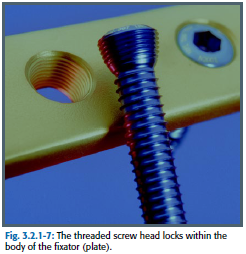 Fig. 3.2.1-7: The threaded screw head locks within the
body of the fixator (plate).